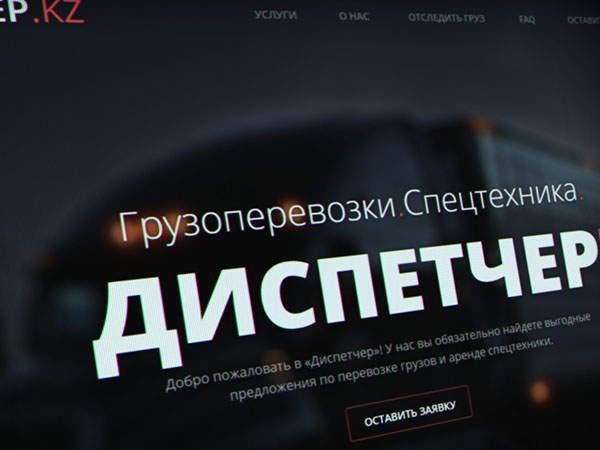 ЕР.KZ
УСЛУГИ О НАС ОТСЛЕДИТЬ ГРУЗ FAQ ОСТАВИ
Грузоперевозки.Спецтехника.
ДИСПЕТЧЕР
Добро пожаловать в «Диспетчер»! У нас вы обязательно найдете выгодные
предложения по перевозке грузов и аренде спецтехники.
ОСТАВИТЬ ЗАЯВКУ